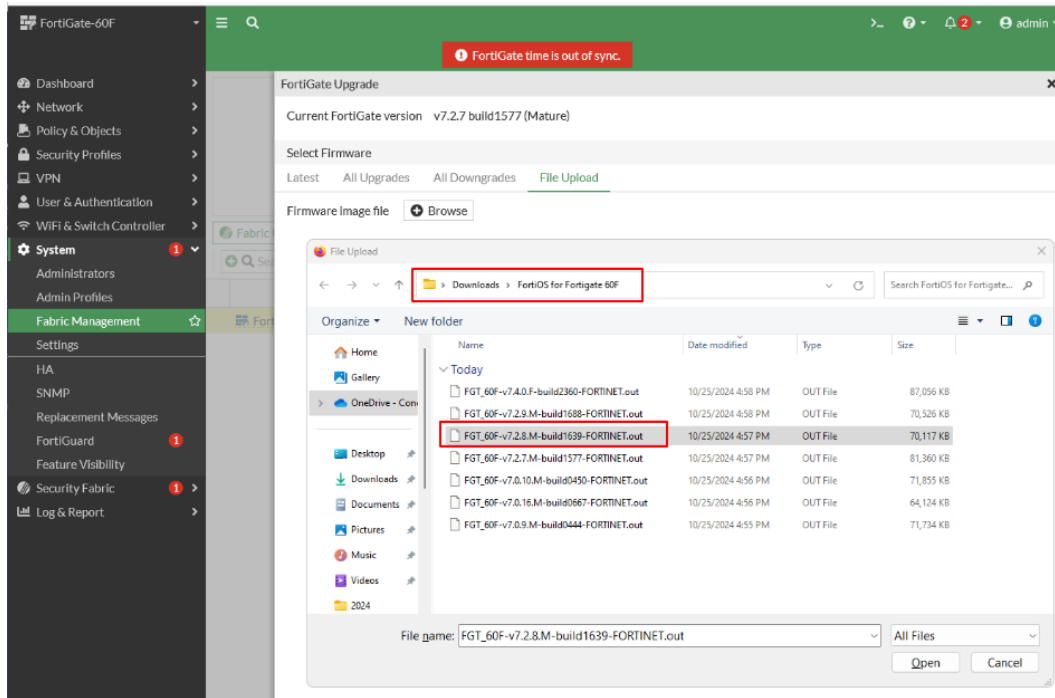 FortiGate-60F
>_
2
admin
FortiGate time is out of sync.
Dashboard
Network
Policy & Objects
Security Profiles
VPN
User & Authentication
WiFi & Switch Controller
System 1
Administrators
Admin Profiles
Fabric Management
Settings
HA
SNMP
Replacement Messages
FortiGuard 1
Feature Visibility
Security Fabric 1
Log & Report
FortiGate Upgrade
Current FortiGate version v7.2.7 build1577 (Mature)
Select Firmware
Latest All Upgrades All Downgrades File Upload
Firmware image file Browse
Fabric
File Upload
Downloads > FortiOS for Fortigate 60F
Search FortiOS for Fortigate...
Organize New folder
Home
Gallery
OneDrive - Con
Desktop
Downloads
Documents
Pictures
Music
Videos
2024
Name Date modified Type Size
Today
FGT_60F-v7.4.0.F-build2360-FORTINET.out 10/25/2024 4:58 PM OUT File 87,056 KB
FGT_60F-v7.2.9.M-build1688-FORTINET.out 10/25/2024 4:58 PM OUT File 70,526 KB
FGT_60F-v7.2.8.M-build1639-FORTINET.out 10/25/2024 4:57 PM OUT File 70,117 KB
FGT_60F-v7.2.7.M-build1577-FORTINET.out 10/25/2024 4:57 PM OUT File 81,360 KB
FGT_60F-v7.0.10.M-build0450-FORTINET.out 10/25/2024 4:56 PM OUT File 71,855 KB
FGT_60F-v7.0.16.M-build0667-FORTINET.out 10/25/2024 4:56 PM OUT File 64,124 KB
FGT_60F-v7.0.9.M-build0444-FORTINET.out 10/25/2024 4:55 PM OUT File 71,734 KB
File name: FGT_60F-v7.2.8.M-build1639-FORTINET.out All Files
Open Cancel